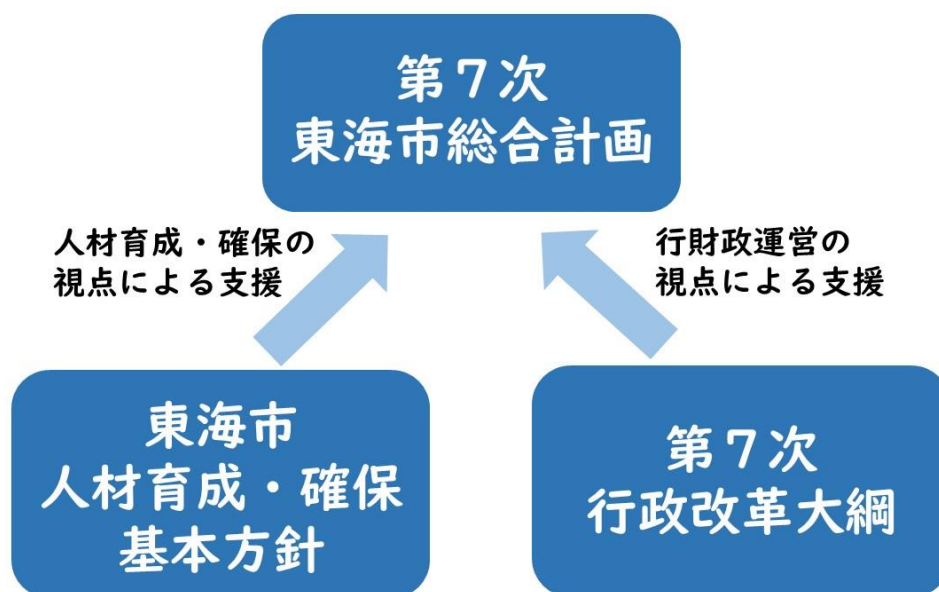 第７次
東海市総合計画
人材育成・確保の
視点による支援
行財政運営の
視点による支援
東海市
人材育成・確保
基本方針
第７次
行政改革大綱